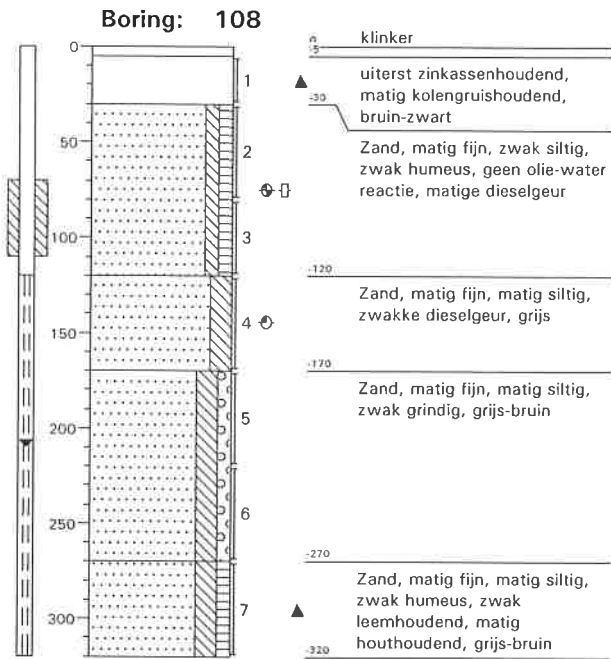 Boring: 108
0
50
100
150
200
250
300
1
2
3
4
5
6
7
0
klinker
-5
uiterst zinkassenhoudend,
matig kolengruishoudend,
bruin-zwart
-30
Zand, matig fijn, zwak siltig,
zwak humeus, geen olie-water
reactie, matige dieselgeur
-120
Zand, matig fijn, matig siltig,
zwakke dieselgeur, grijs
-170
Zand, matig fijn, matig siltig,
zwak grindig, grijs-bruin
-270
Zand, matig fijn, matig siltig,
zwak humeus, zwak
leemhoudend, matig
houthoudend, grijs-bruin
-320